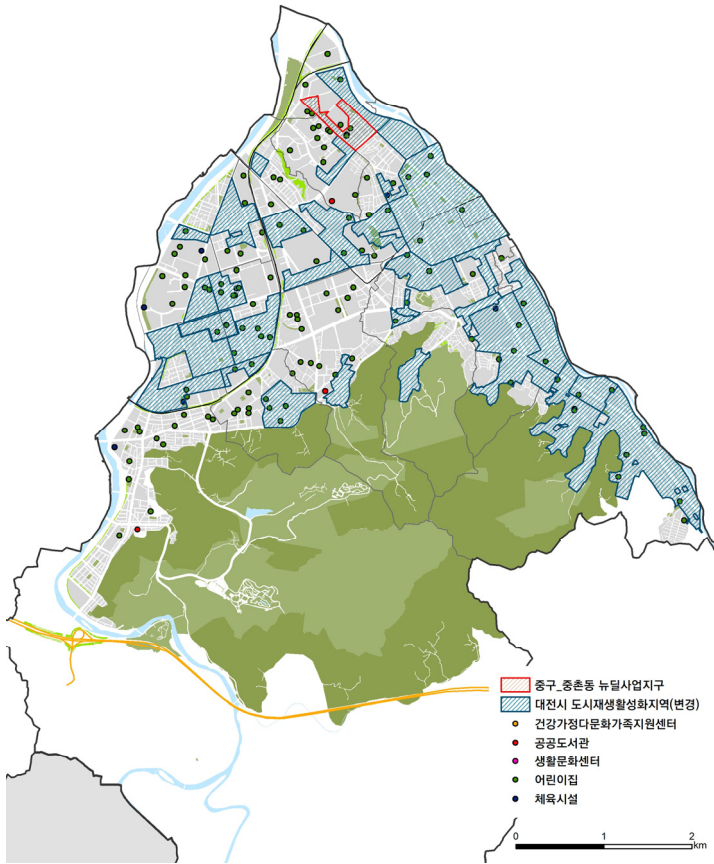 중구_중촌동 뉴딜사업지구
대전시 도시재생활성화지역(변경)
건강가정다문화가족지원센터
공공도서관
생활문화센터
어린이집
체육시설
0 1 2
km